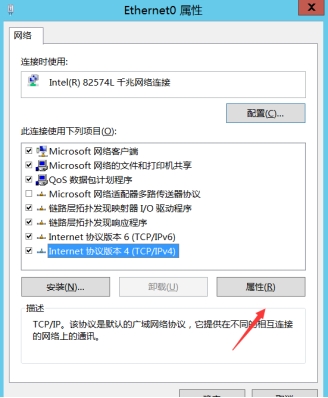 Ethernet0 属性
网络
连接时使用:
Intel(R) 82574L 千兆网络连接
配置(C)...
此连接使用下列项目(O):
Microsoft 网络客户端
Microsoft 网络的文件和打印机共享
QoS 数据包计划程序
Microsoft 网络适配器多路传送器协议
链路层拓扑发现映射器 I/O 驱动程序
链路层拓扑发现响应程序
Internet 协议版本 6 (TCP/IPv6)
Internet 协议版本 4 (TCP/IPv4)
安装(N)...
卸载(U)
属性(R)
描述
TCP/IP。该协议是默认的广域网络协议，它提供在不同的相互连接
的网络上的通讯。